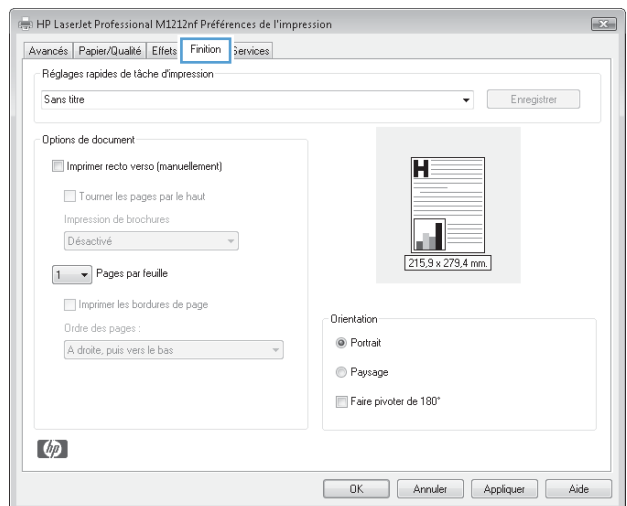 HP LaserJet Professional M1212nf Préférences de l'impression
Avancés Papier/Qualité Effets Finition Services
Réglages rapides de tâche d'impression
Sans titre Enregistrer
Options de document
Imprimer recto verso (manuellement)
Tourner les pages par le haut
Impression de brochures
Désactivé
1 Pages par feuille
Imprimer les bordures de page
Ordre des pages :
A droite, puis vers le bas
H
215,9 x 279,4 mm.
Orientation
Portrait
Paysage
Faire pivoter de 180°
hp
OK Annuler Appliquer Aide